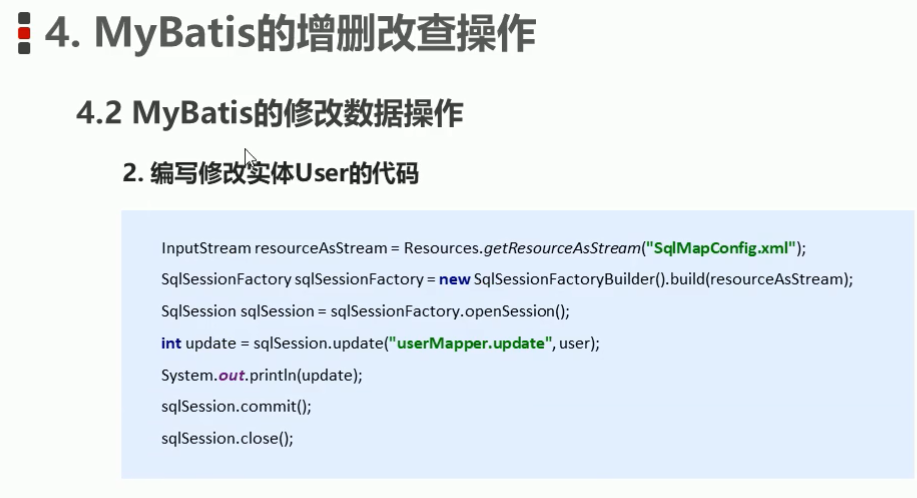 4. MyBatis的增删改查操作
4.2 MyBatis的修改数据操作
2. 编写修改实体User的代码
InputStream resourceAsStream = Resources.getResourceAsStream("SqlMapConfig.xml");
SqlSessionFactory sqlSessionFactory = new SqlSessionFactoryBuilder().build(resourceAsStream);
SqlSession sqlSession = sqlSessionFactory.openSession();
int update = sqlSession.update("userMapper.update", user);
System.out.println(update);
sqlSession.commit();
sqlSession.close();